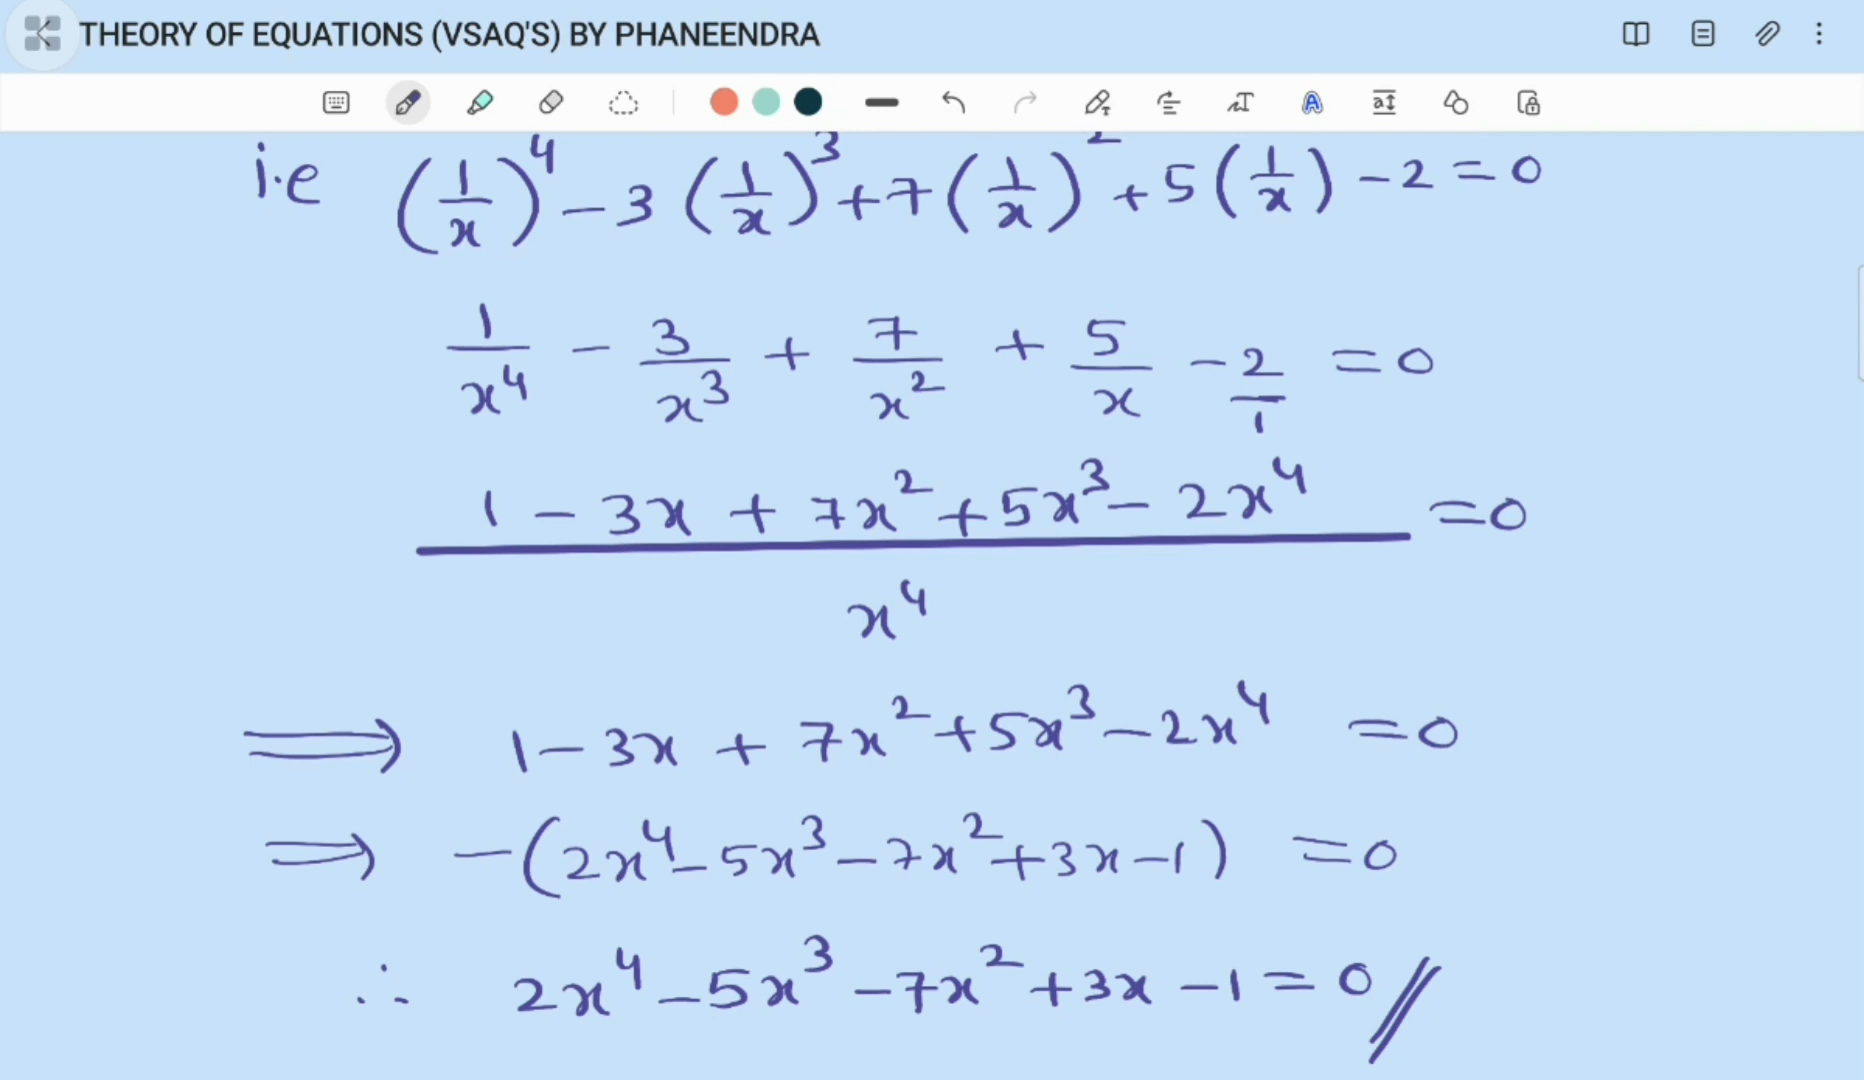 THEORY OF EQUATIONS (VSAQ'S) BY PHANEENDRA
i.e (1/x)^4 - 3(1/x)^3 + 7(1/x)^2 + 5(1/x) - 2 = 0
1/x^4 - 3/x^3 + 7/x^2 + 5/x - 2/1 = 0
1 - 3x + 7x^2 + 5x^3 - 2x^4 = 0
x^4
⟹ 1 - 3x + 7x^2 + 5x^3 - 2x^4 = 0
⟹ -(2x^4 - 5x^3 - 7x^2 + 3x - 1) = 0
∴ 2x^4 - 5x^3 - 7x^2 + 3x - 1 = 0 //